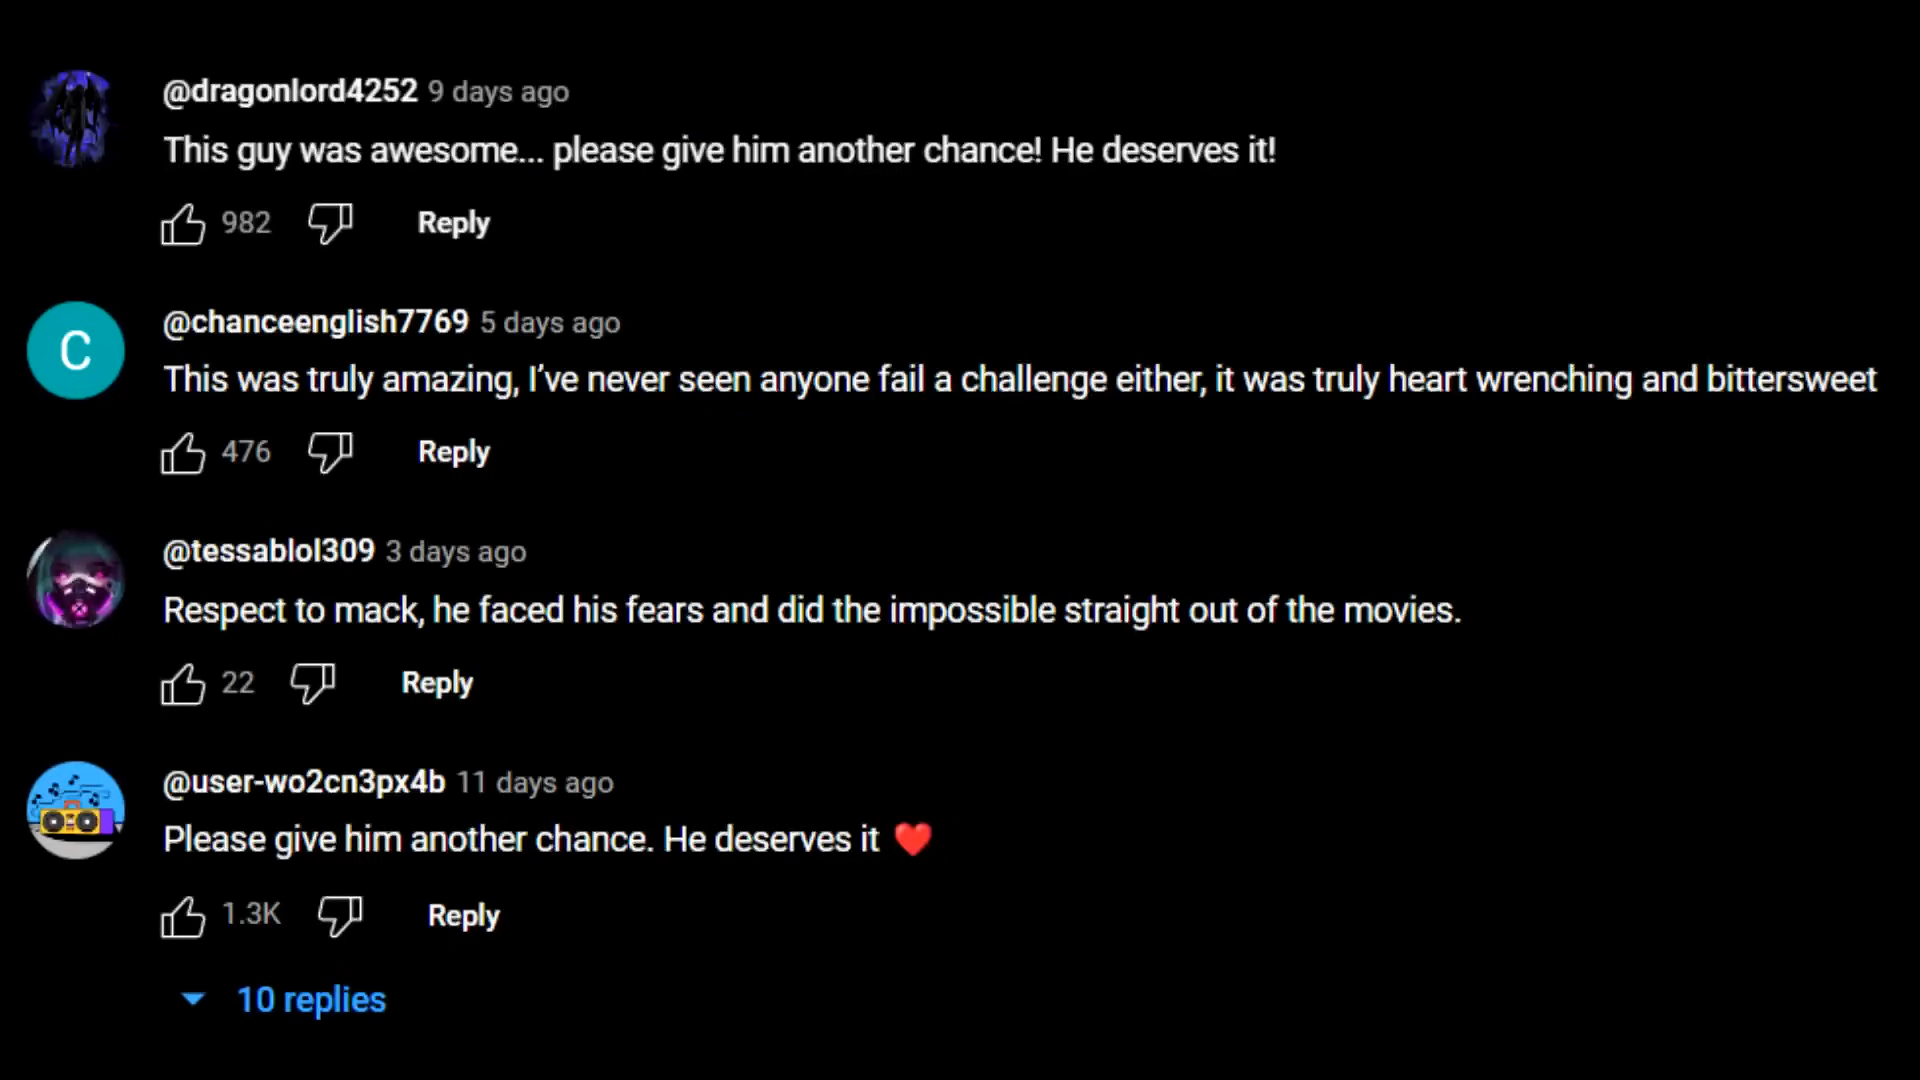 @dragonlord4252 9 days ago
This guy was awesome... please give him another chance! He deserves it!
982 Reply
C
@chanceenglish7769 5 days ago
This was truly amazing, I've never seen anyone fail a challenge either, it was truly heart wrenching and bittersweet
476 Reply
@tessablol309 3 days ago
Respect to mack, he faced his fears and did the impossible straight out of the movies.
22 Reply
@user-wo2cn3px4b 11 days ago
Please give him another chance. He deserves it ❤️
1.3K Reply
10 replies